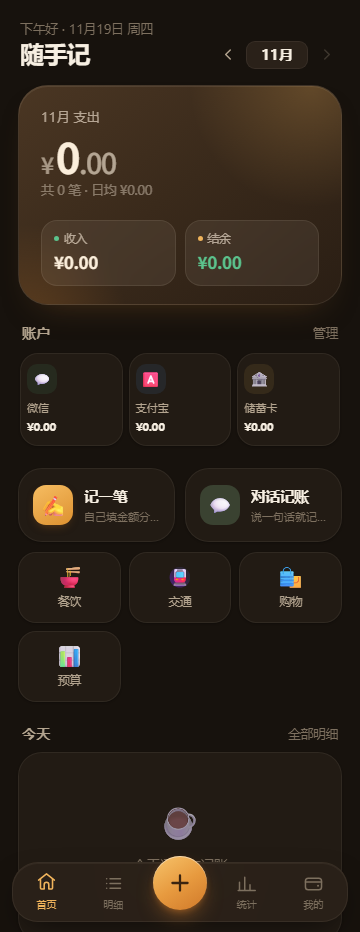 下午好 · 11月19日 周四
随手记
11月
11月 支出
¥0.00
共 0 笔 · 日均 ¥0.00
收入
¥0.00
结余
¥0.00
账户
管理
微信
¥0.00
A
支付宝
¥0.00
储蓄卡
¥0.00
记一笔
自己填金额分...
对话记账
说一句话就记...
餐饮
交通
购物
预算
今天
全部明细
首页
明细
统计
我的